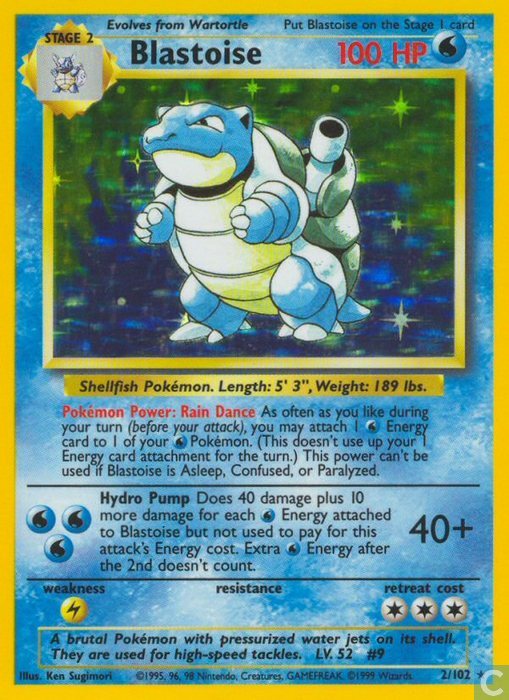 Evolves from Wartortle Put Blastoise on the Stage 1 card
STAGE 2
Blastoise 100 HP
Shellfish Pokémon. Length: 5' 3", Weight: 189 lbs.
Pokémon Power: Rain Dance As often as you like during
your turn (before your attack), you may attach 1 Energy
card to 1 of your Pokémon. (This doesn't use up your 1
Energy card attachment for the turn.) This power can't be
used if Blastoise is Asleep, Confused, or Paralyzed.
Hydro Pump Does 40 damage plus 10
more damage for each Energy attached
to Blastoise but not used to pay for this
attack's Energy cost. Extra Energy after
the 2nd doesn't count.
40+
weakness resistance retreat cost
A brutal Pokémon with pressurized water jets on its shell.
They are used for high-speed tackles. LV. 52 #9
Illus. Ken Sugimori ©1995, 96, 98 Nintendo, Creatures, GAMEFREAK. ©1999 Wizards. 2/102 ★
C